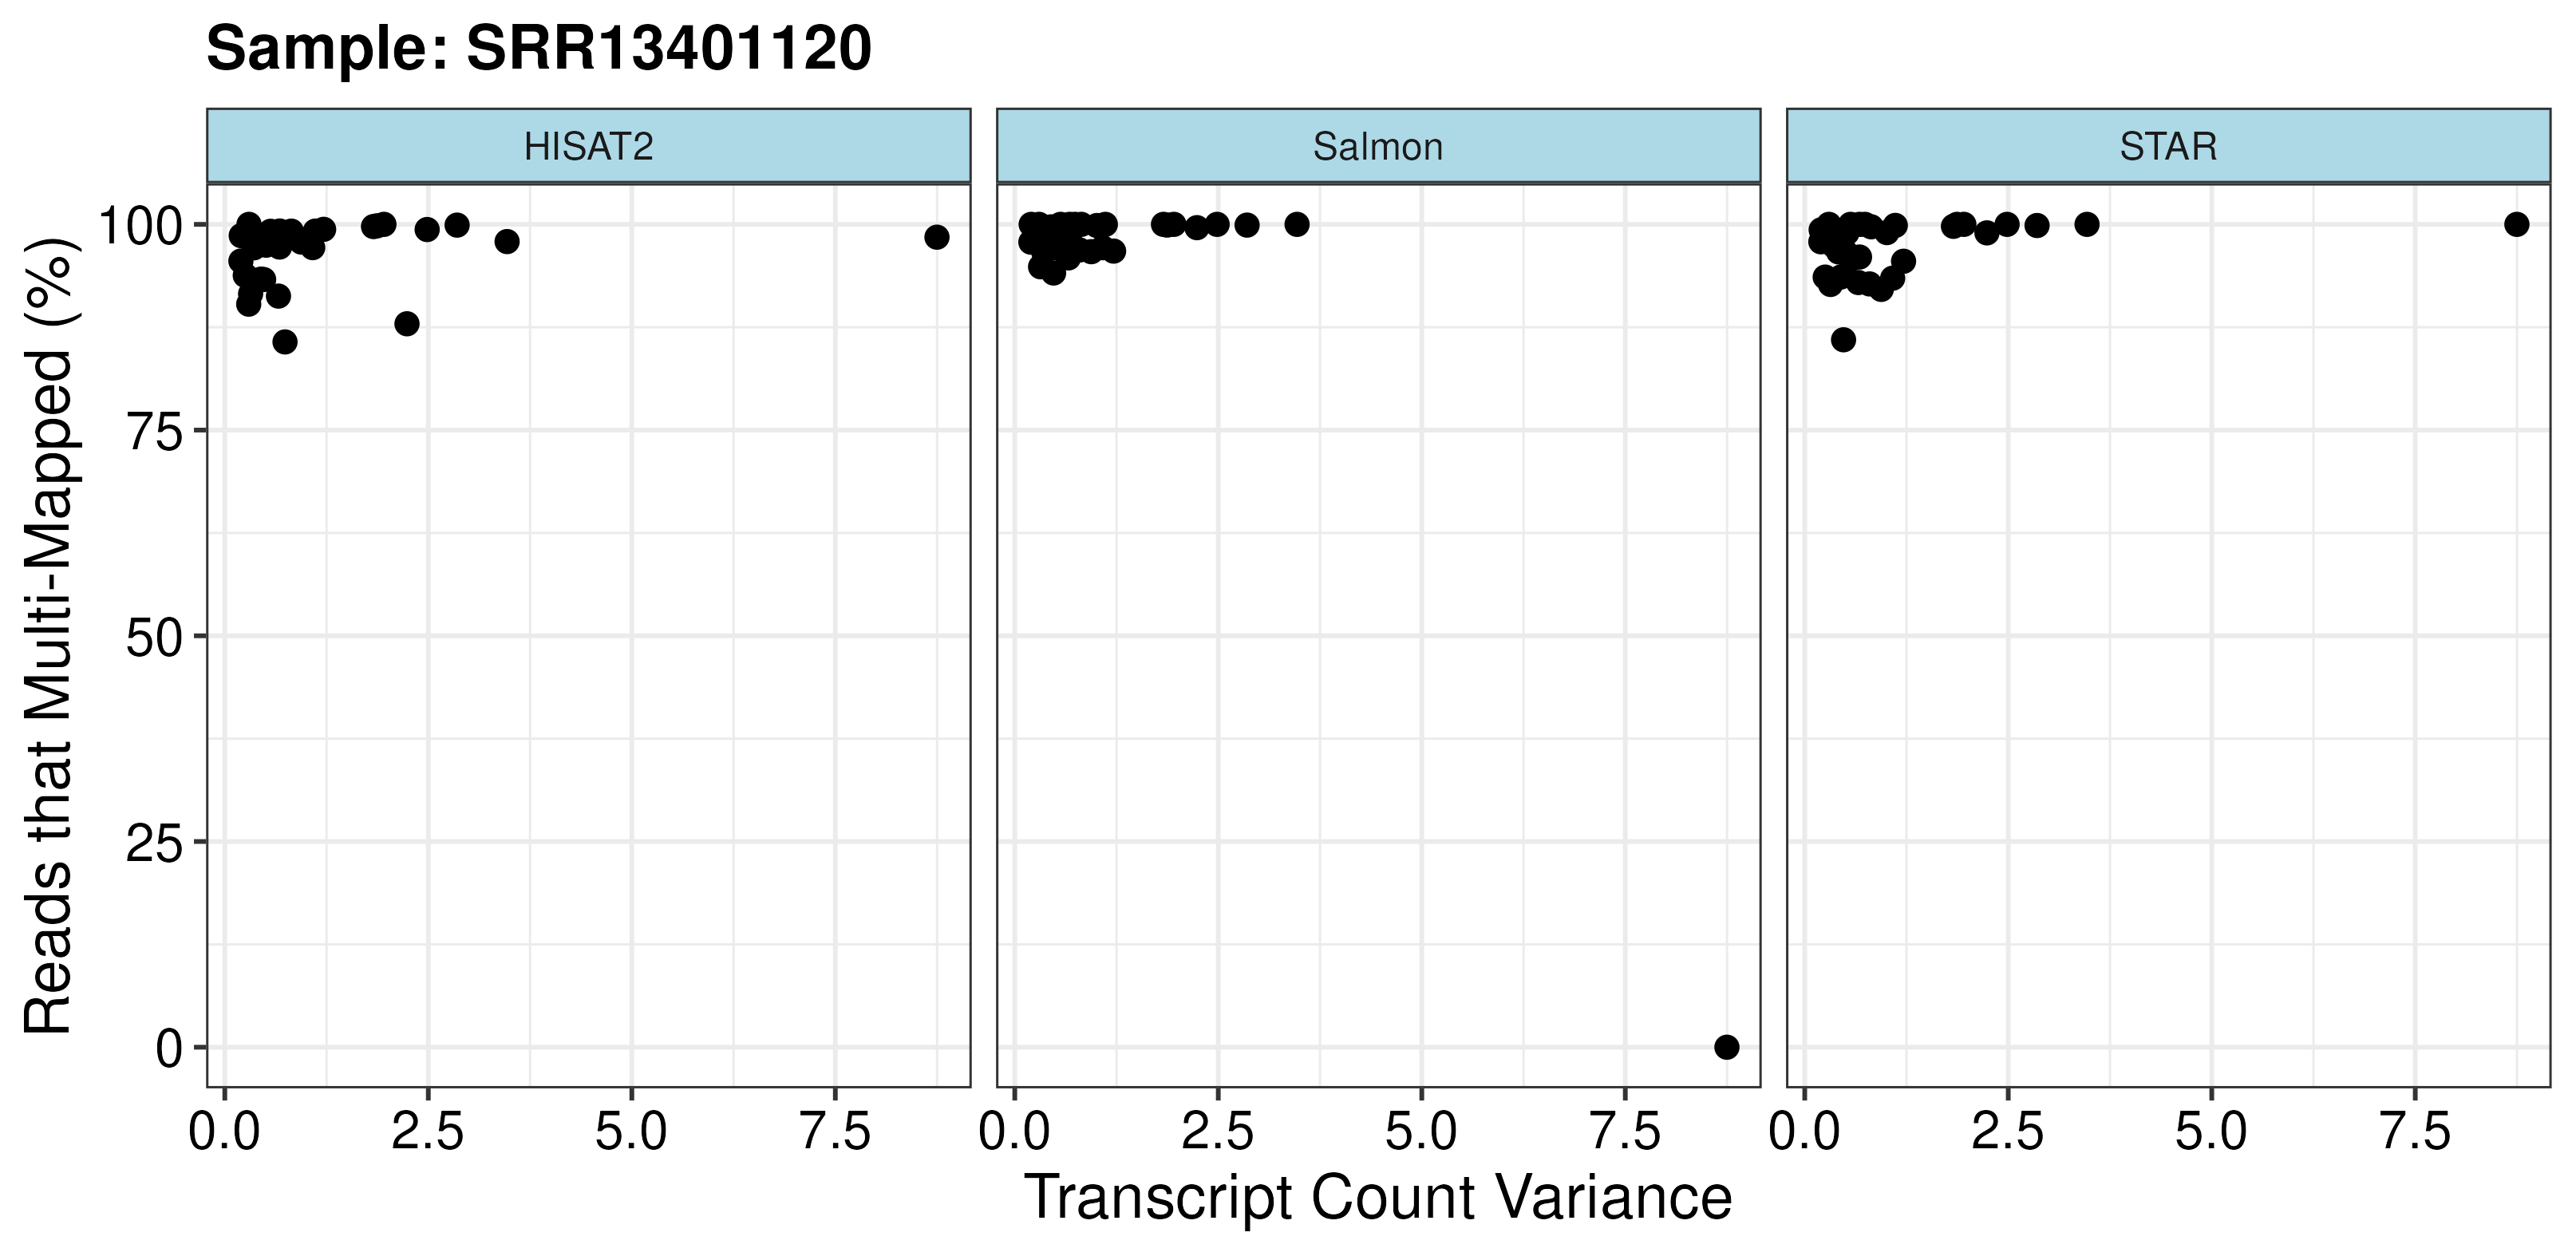 Sample: SRR13401120
HISAT2
Salmon
STAR
Reads that Multi-Mapped (%)
100
75
50
25
0
0.0 2.5 5.0 7.5
0.0 2.5 5.0 7.5
0.0 2.5 5.0 7.5
Transcript Count Variance